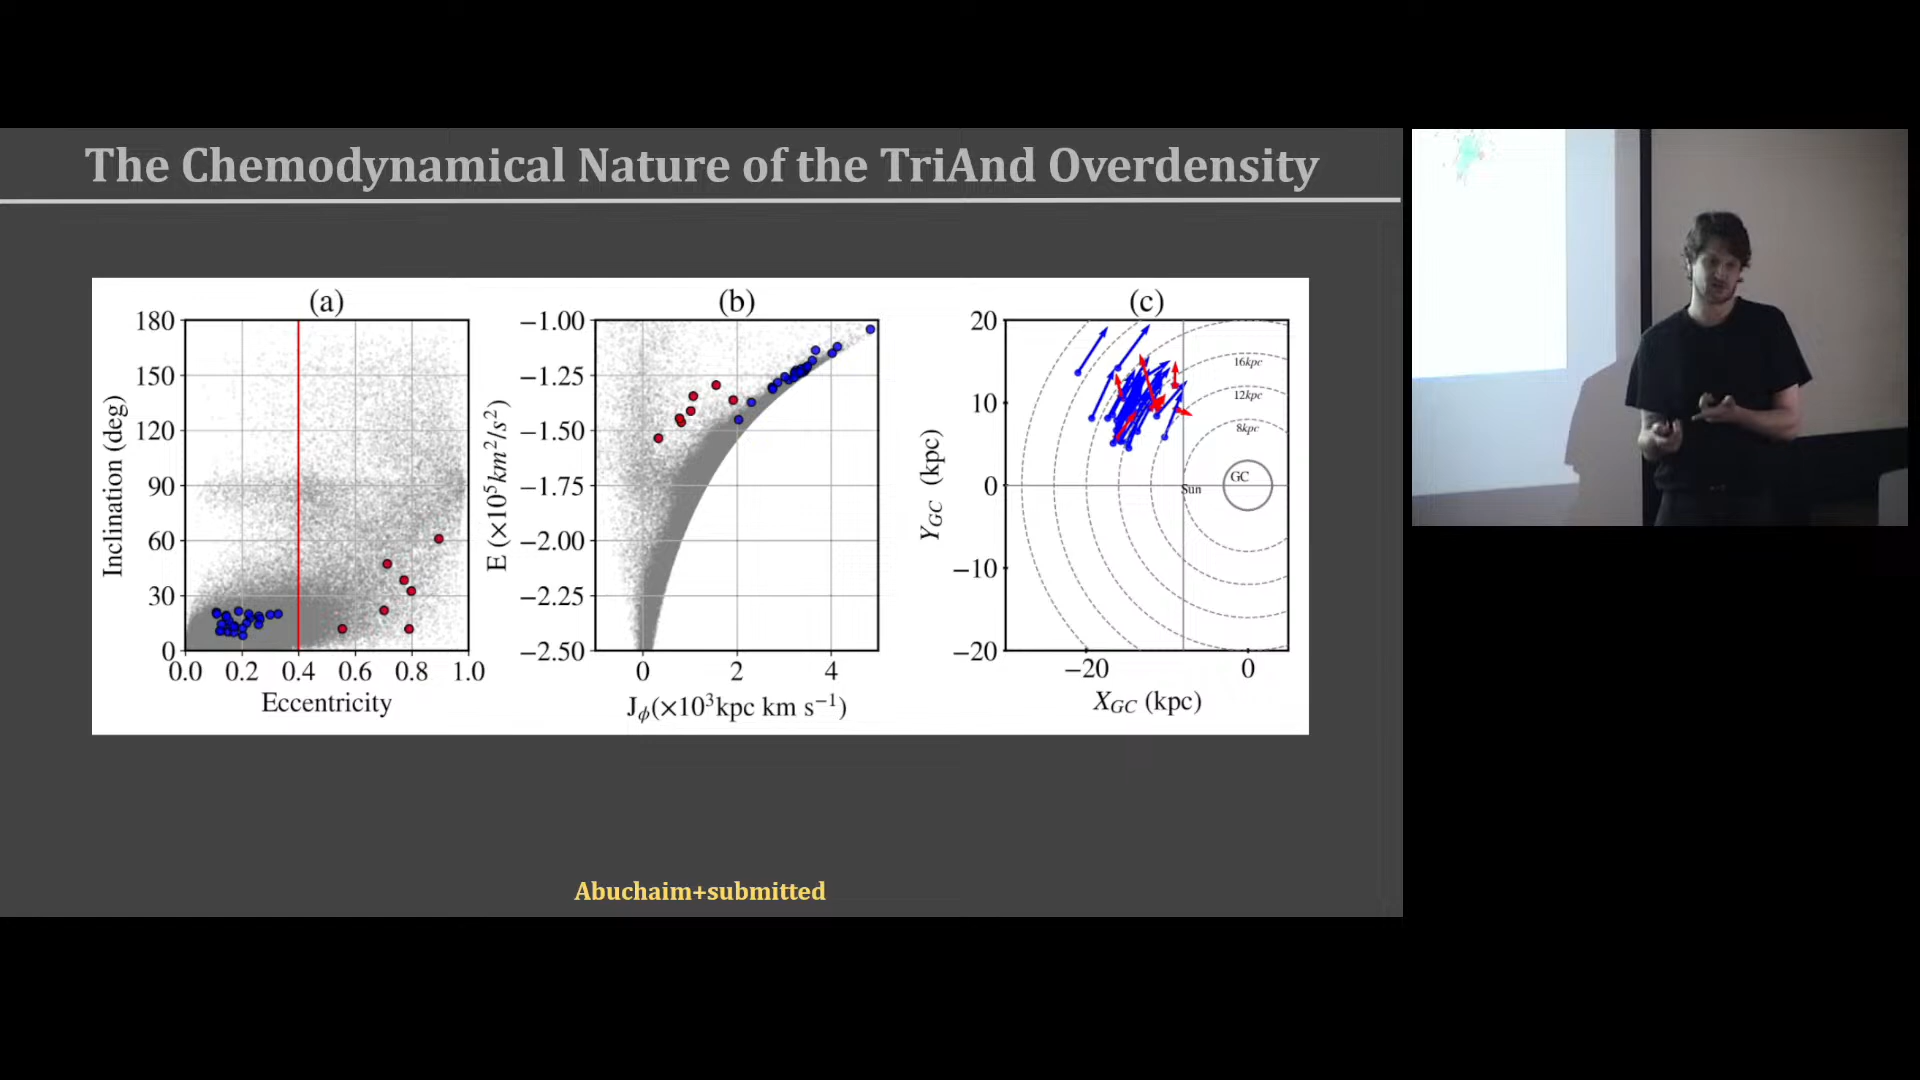 The Chemodynamical Nature of the TriAnd Overdensity
(a)
180
150
120
90
60
30
0
Inclination (deg)
0.0 0.2 0.4 0.6 0.8 1.0
Eccentricity
(b)
−1.00
−1.25
−1.50
−1.75
−2.00
−2.25
−2.50
E (×10⁵km²/s²)
0 2 4
Jϕ(×10³kpc km s⁻¹)
(c)
20
10
0
−10
−20
Y_GC (kpc)
16kpc
12kpc
8kpc
GC
Sun
−20 0
X_GC (kpc)
Abuchaim+submitted